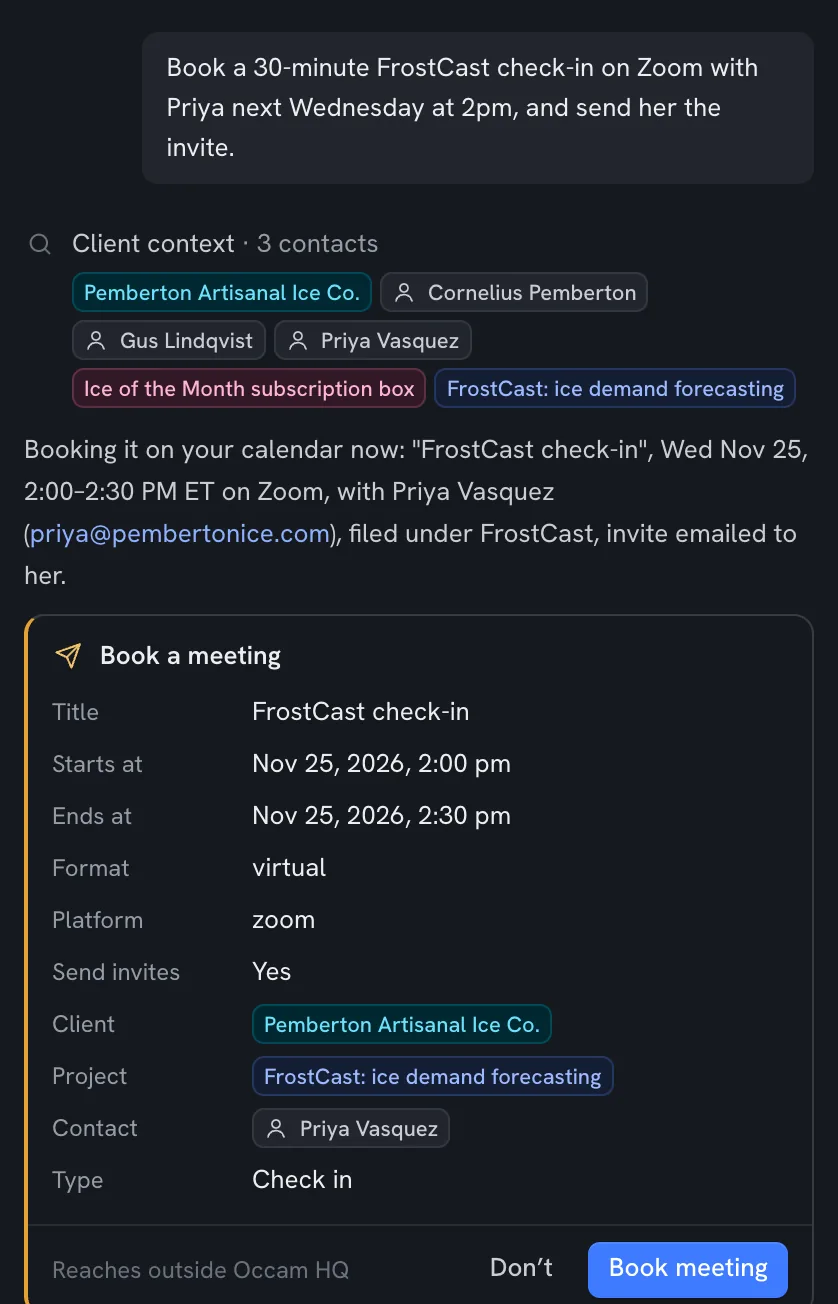 Book a 30-minute FrostCast check-in on Zoom with
Priya next Wednesday at 2pm, and send her the
invite.
Client context · 3 contacts
Pemberton Artisanal Ice Co. Cornelius Pemberton
Gus Lindqvist Priya Vasquez
Ice of the Month subscription box FrostCast: ice demand forecasting
Booking it on your calendar now: "FrostCast check-in", Wed Nov 25,
2:00–2:30 PM ET on Zoom, with Priya Vasquez
(priya@pembertonice.com), filed under FrostCast, invite emailed to
her.
Book a meeting
Title FrostCast check-in
Starts at Nov 25, 2026, 2:00 pm
Ends at Nov 25, 2026, 2:30 pm
Format virtual
Platform zoom
Send invites Yes
Client Pemberton Artisanal Ice Co.
Project FrostCast: ice demand forecasting
Contact Priya Vasquez
Type Check in
Reaches outside Occam HQ Don’t Book meeting